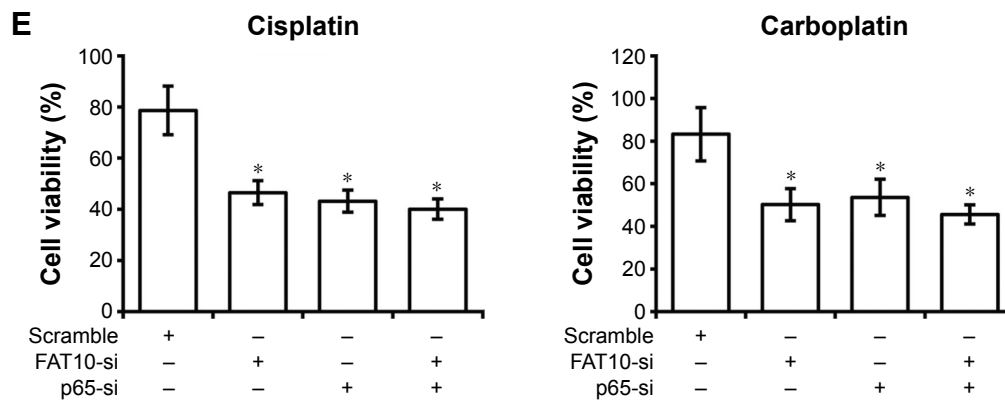 E
Cisplatin
Cell viability (%)
100
80
60
40
20
0
*
*
*
Scramble + – – –
FAT10-si – + – +
p65-si – – + +
Carboplatin
Cell viability (%)
120
100
80
60
40
20
0
*
*
*
Scramble + – – –
FAT10-si – + – +
p65-si – – + +